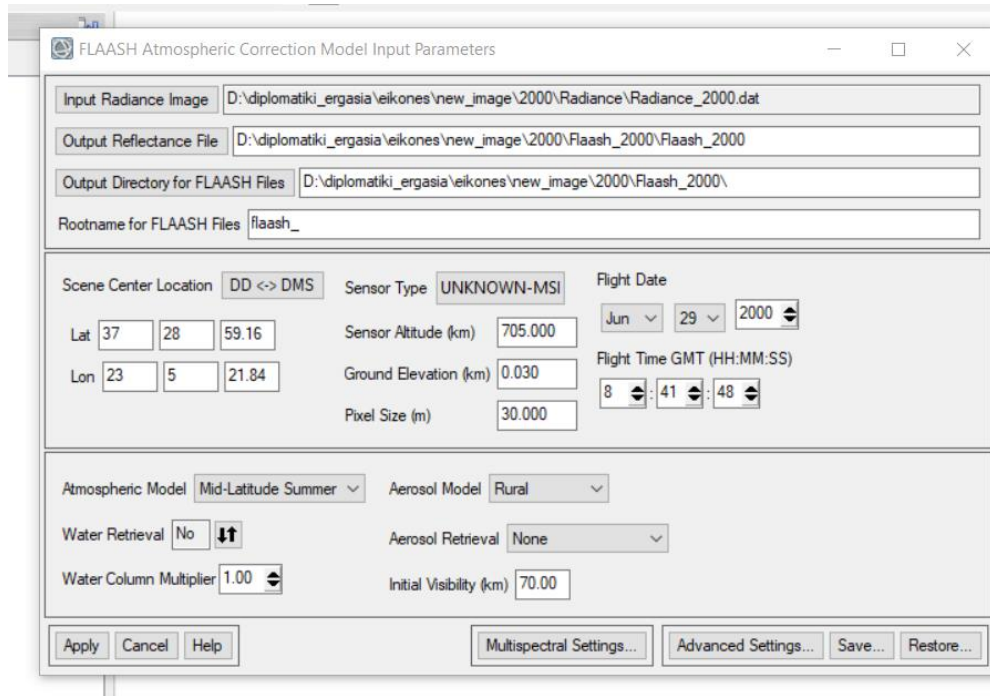 FLAASH Atmospheric Correction Model Input Parameters
Input Radiance Image D:\diplomatiki_ergasia\eikones\new_image\2000\Radiance\Radiance_2000.dat
Output Reflectance File D:\diplomatiki_ergasia\eikones\new_image\2000\Flaash_2000\Flaash_2000
Output Directory for FLAASH Files D:\diplomatiki_ergasia\eikones\new_image\2000\Flaash_2000\
Rootname for FLAASH Files flaash_
Scene Center Location DD <-> DMS
Lat 37 28 59.16
Lon 23 5 21.84
Sensor Type UNKNOWN-MSI
Sensor Altitude (km) 705.000
Ground Elevation (km) 0.030
Pixel Size (m) 30.000
Flight Date
Jun 29 2000
Flight Time GMT (HH:MM:SS)
8 : 41 : 48
Atmospheric Model Mid-Latitude Summer
Water Retrieval No
Water Column Multiplier 1.00
Aerosol Model Rural
Aerosol Retrieval None
Initial Visibility (km) 70.00
Apply Cancel Help Multispectral Settings... Advanced Settings... Save... Restore...